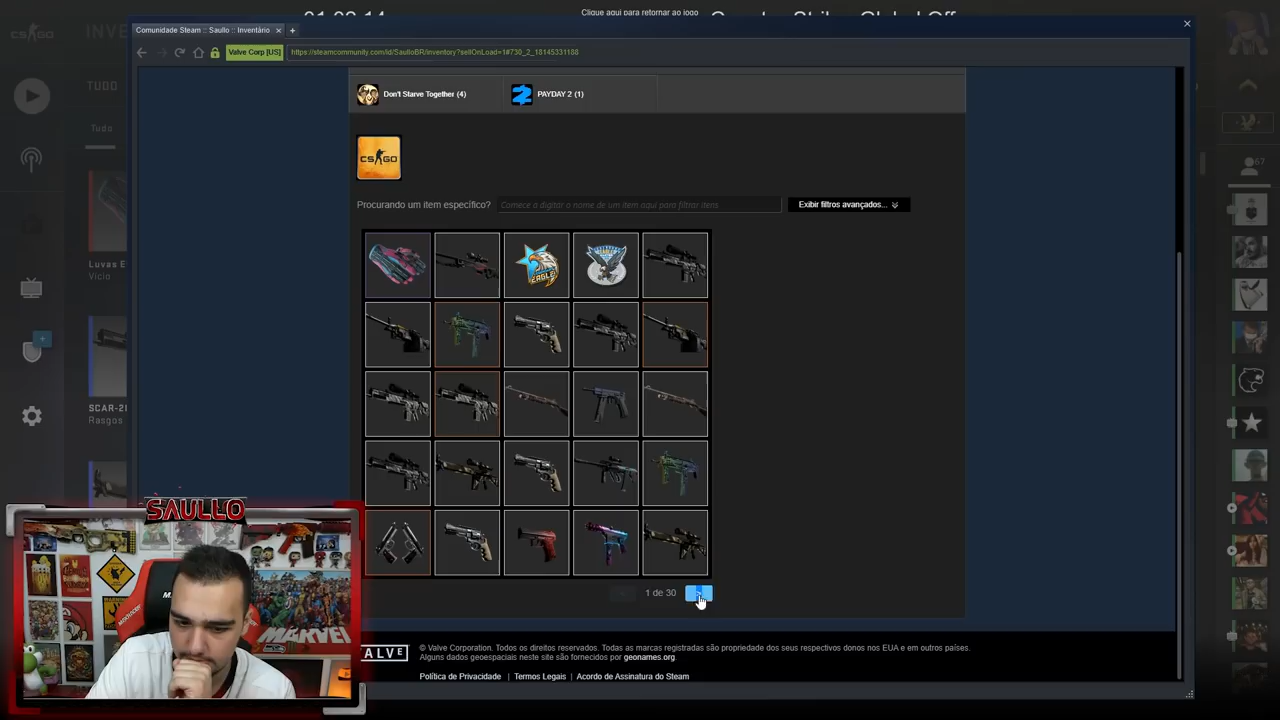 Clique aqui para retornar ao jogo
Comunidade Steam :: Saullo :: Inventário
Valve Corp [US]
https://steamcommunity.com/id/SaulloBR/inventory?sellOnLoad=1#730_2_18145331188
CS:GO
TUDO
Tudo
67
Don't Starve Together (4)
PAYDAY 2 (1)
CS GO
Procurando um item específico?
Comece a digitar o nome de um item aqui para filtrar itens
Exibir filtros avançados...
EAGLE
Luvas E
Vício
Rasgos
1 de 30
SAULLO
MARVEL
VALVE
© Valve Corporation. Todos os direitos reservados. Todas as marcas registradas são propriedade dos seus respectivos donos nos EUA e em outros países.
Alguns dados geoespaciais neste site são fornecidos por geonames.org.
Política de Privacidade | Termos Legais | Acordo de Assinatura do Steam